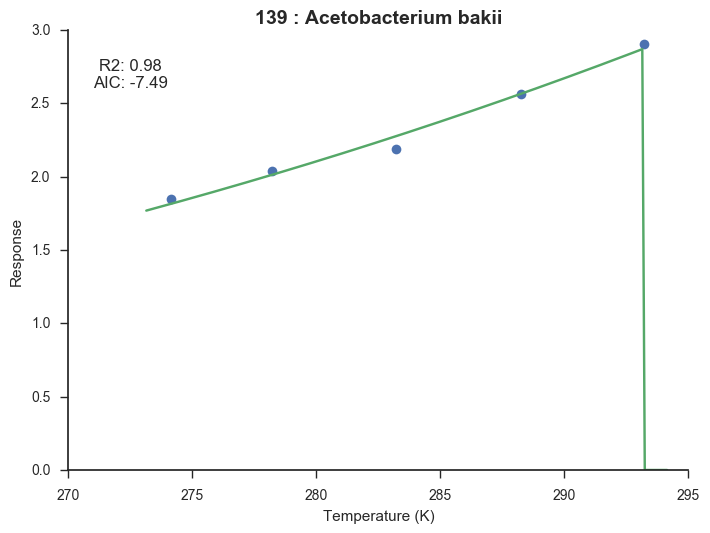 139 : Acetobacterium bakii
R2: 0.98
AIC: -7.49
Response
3.0
2.5
2.0
1.5
1.0
0.5
0.0
270 275 280 285 290 295
Temperature (K)